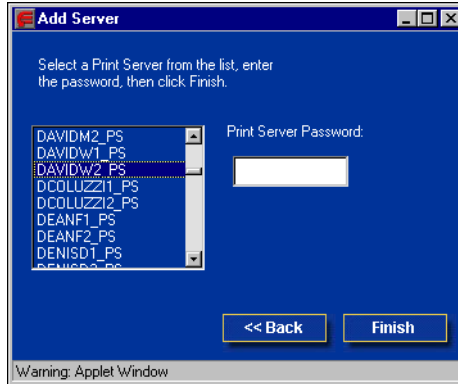 Add Server
Select a Print Server from the list, enter
the password, then click Finish.
DAVIDM2_PS
DAVIDW1_PS
DAVIDW2_PS
DCOLUZZI1_PS
DCOLUZZI2_PS
DEANF1_PS
DEANF2_PS
DENISD1_PS
Print Server Password:
<< Back
Finish
Warning: Applet Window